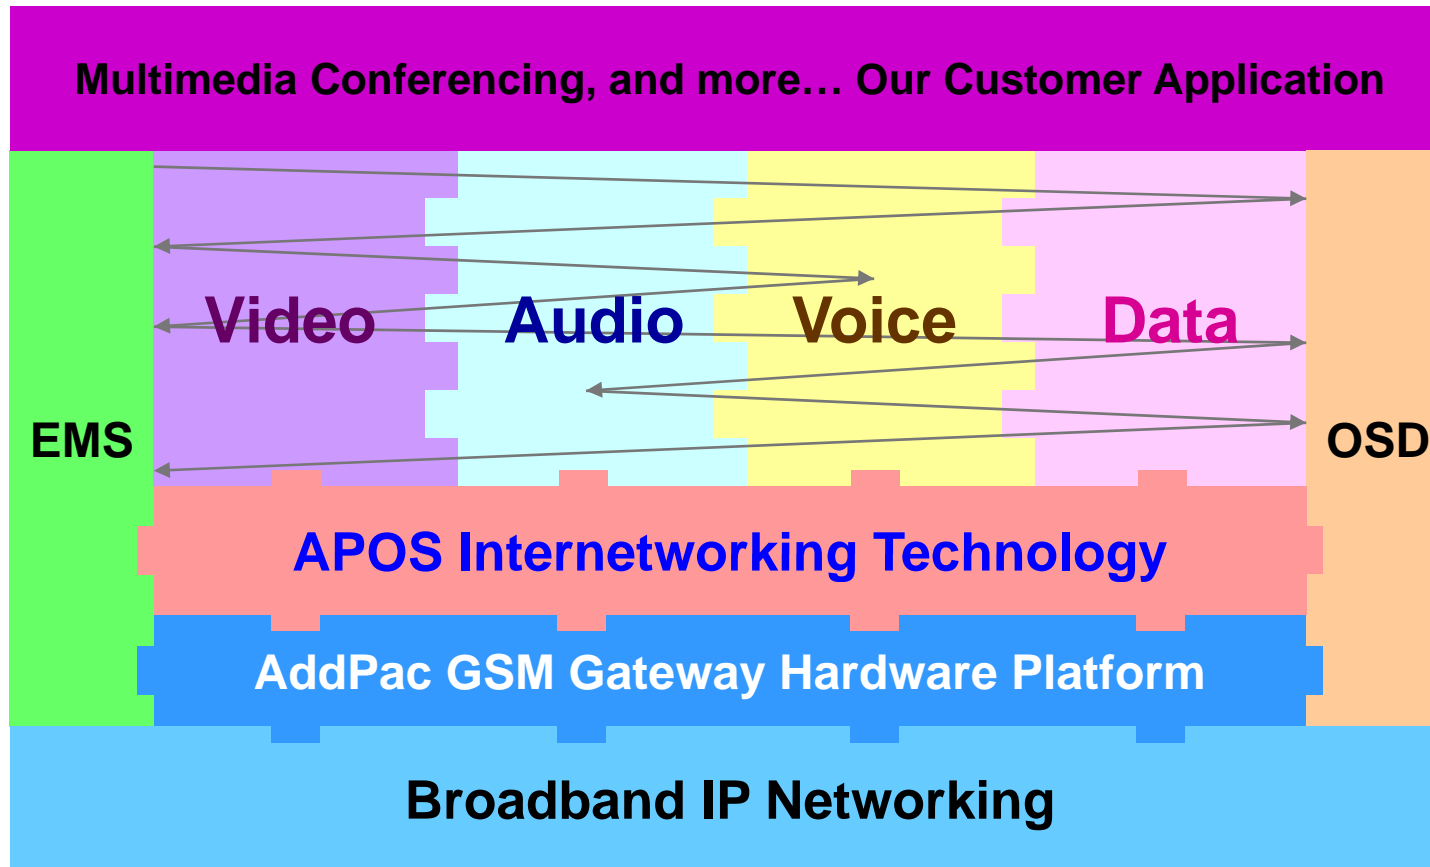 Multimedia Conferencing, and more… Our Customer Application
Video Audio Voice Data
EMS
OSD
APOS Internetworking Technology
AddPac GSM Gateway Hardware Platform
Broadband IP Networking